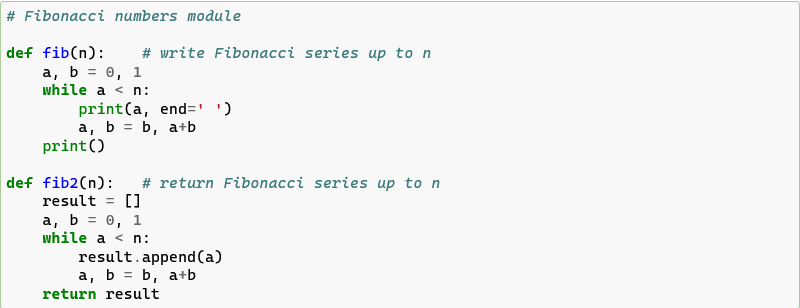 # Fibonacci numbers module

def fib(n):    # write Fibonacci series up to n
    a, b = 0, 1
    while a < n:
        print(a, end=' ')
        a, b = b, a+b
    print()

def fib2(n):   # return Fibonacci series up to n
    result = []
    a, b = 0, 1
    while a < n:
        result.append(a)
        a, b = b, a+b
    return result